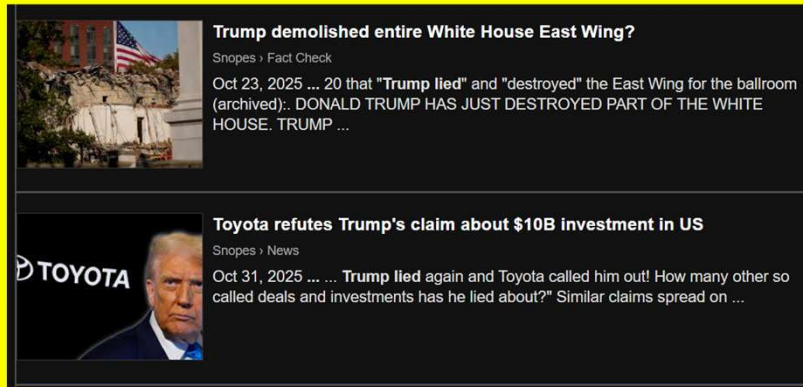 Trump demolished entire White House East Wing?
Snopes › Fact Check
Oct 23, 2025 ... 20 that "Trump lied" and "destroyed" the East Wing for the ballroom
(archived):. DONALD TRUMP HAS JUST DESTROYED PART OF THE WHITE
HOUSE. TRUMP ...
Toyota refutes Trump's claim about $10B investment in US
Snopes › News
TOYOTA
Oct 31, 2025 ... ... Trump lied again and Toyota called him out! How many other so
called deals and investments has he lied about?" Similar claims spread on ...